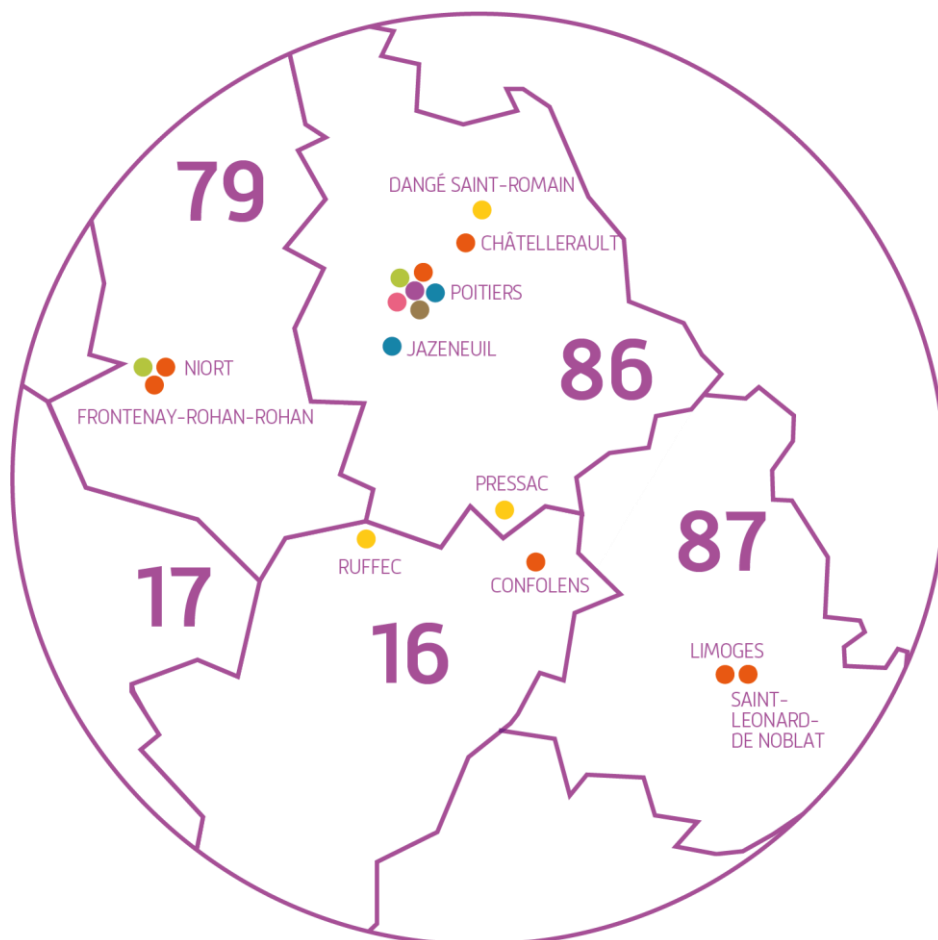 79
DANGÉ SAINT-ROMAIN
CHÂTELLERAULT
POITIERS
JAZENEUIL
86
NIORT
FRONTENAY-ROHAN-ROHAN
PRESSAC
87
RUFFEC
CONFOLENS
17
16
LIMOGES
SAINT-
LEONARD-
DE NOBLAT